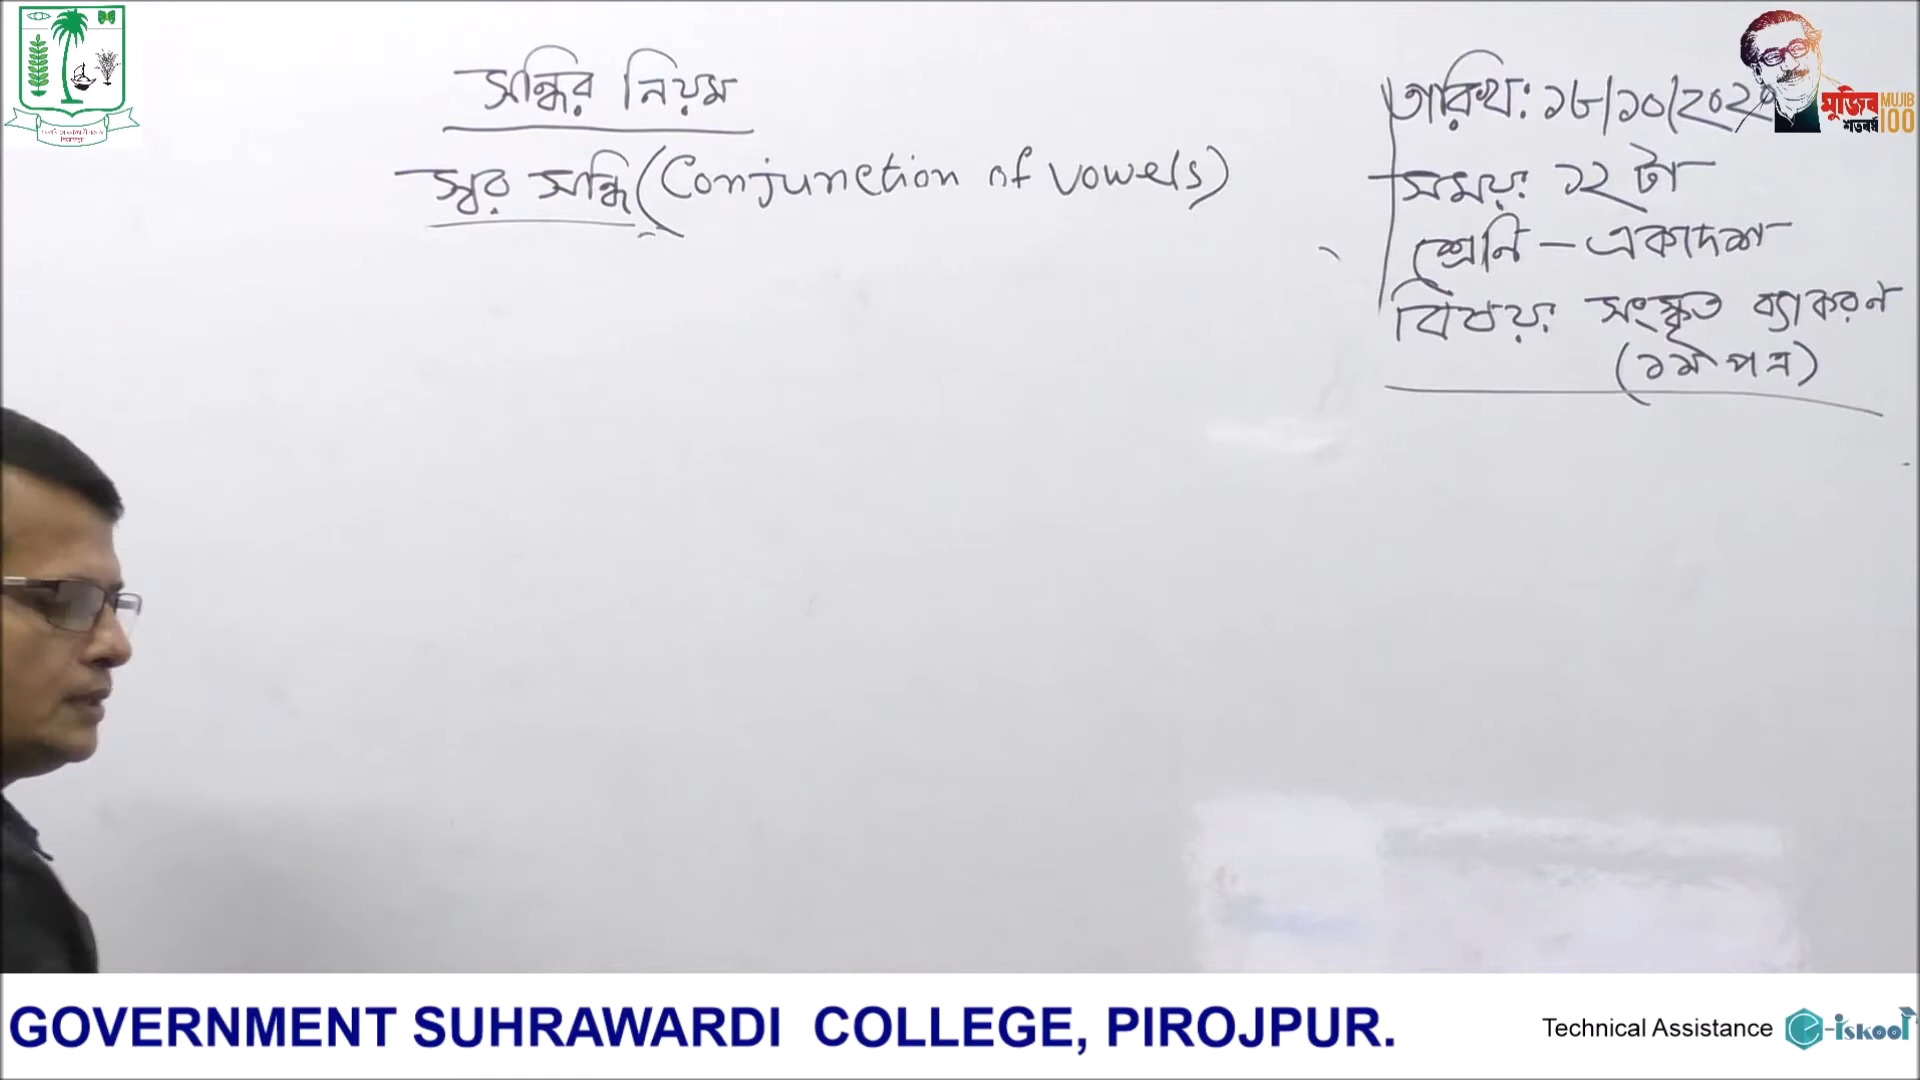 সন্ধির নিয়ম
স্বর সন্ধি (Conjunction of vowels)
তারিখ: ১৮/১০/২০২০
সময়: ১২ টা
শ্রেণি - একাদশ
বিষয়: সংস্কৃত ব্যাকরণ
(১ম পত্র)
মুজিব MUJIB
শতবর্ষ 100
GOVERNMENT SUHRAWARDI COLLEGE, PIROJPUR.
Technical Assistance e-iskool